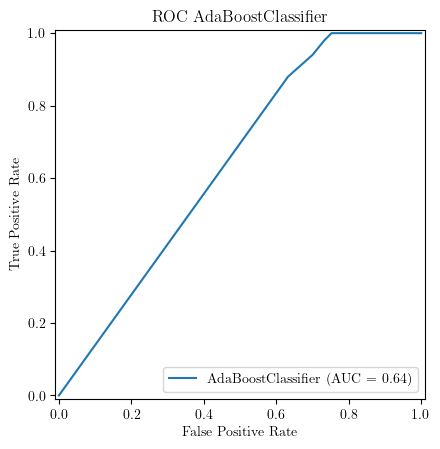 ROC AdaBoostClassifier
1.0
0.8
0.6
0.4
0.2
0.0
True Positive Rate
AdaBoostClassifier (AUC = 0.64)
0.0 0.2 0.4 0.6 0.8 1.0
False Positive Rate